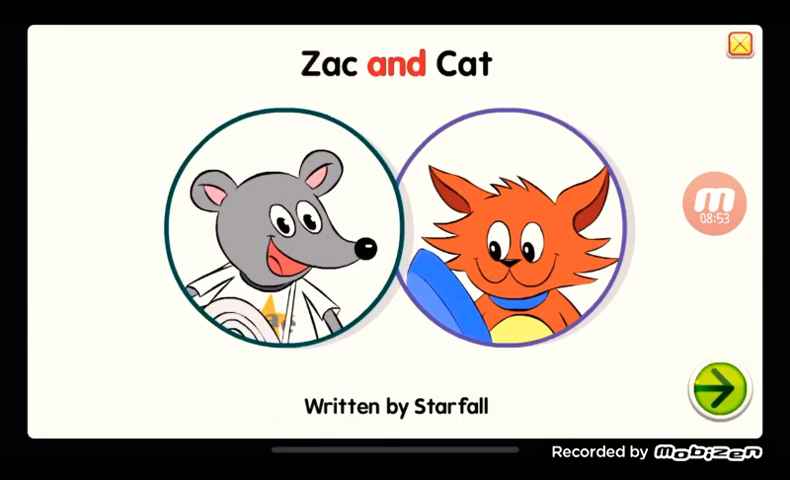 Zac and Cat
08:53
Written by Starfall
Recorded by Mobizen